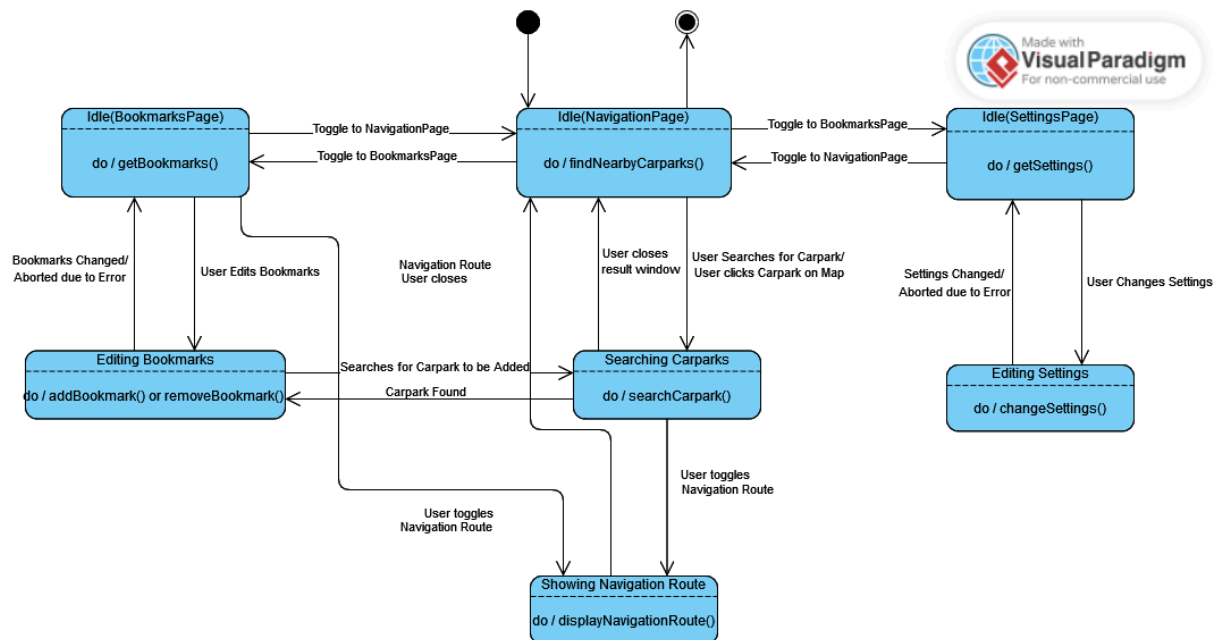 Made with
Visual Paradigm
For non-commercial use
Idle(BookmarksPage)
do / getBookmarks()
Toggle to NavigationPage
Toggle to BookmarksPage
Idle(NavigationPage)
do / findNearbyCarparks()
Toggle to BookmarksPage
Toggle to NavigationPage
Idle(SettingsPage)
do / getSettings()
Bookmarks Changed/
Aborted due to Error
User Edits Bookmarks
Navigation Route
User closes
User closes
result window
User Searches for Carpark/
User clicks Carpark on Map
Settings Changed/
Aborted due to Error
User Changes Settings
Editing Bookmarks
do / addBookmark() or removeBookmark()
Searches for Carpark to be Added
Carpark Found
Searching Carparks
do / searchCarpark()
Editing Settings
do / changeSettings()
User toggles
Navigation Route
User toggles
Navigation Route
Showing Navigation Route
do / displayNavigationRoute()